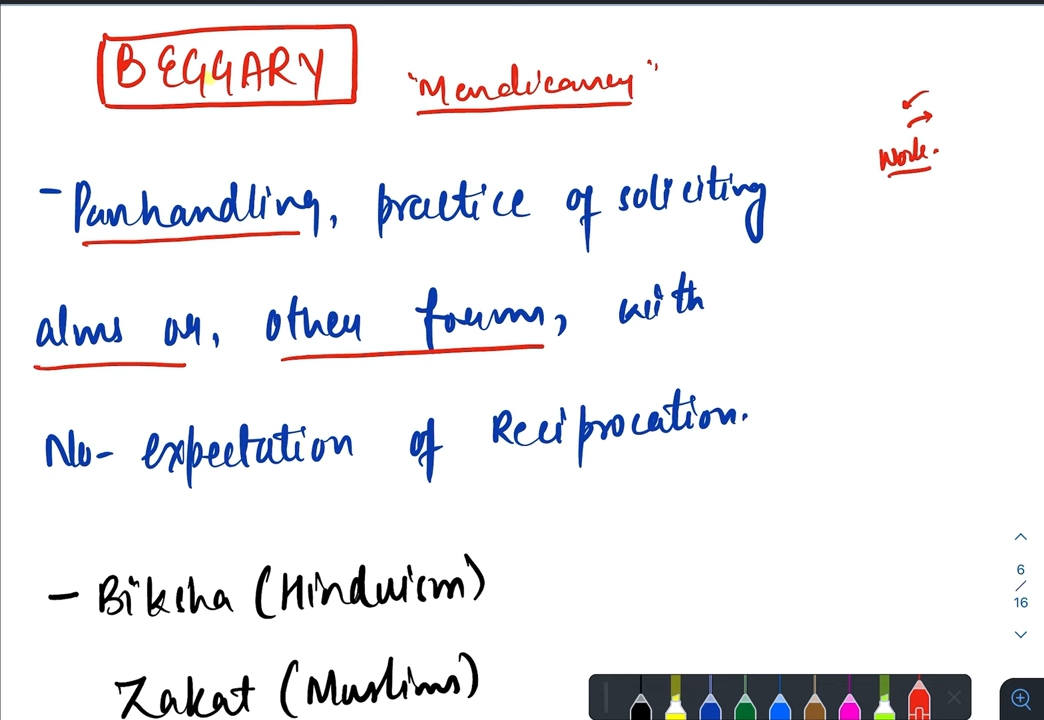 BEGGARY "Mendicancy"
Work.
- Panhandling, practice of soliciting
alms or, other forms, with
No- expectation of Reciprocation.
- Biksha (Hinduism)
Zakat (Muslims)
6
/
16